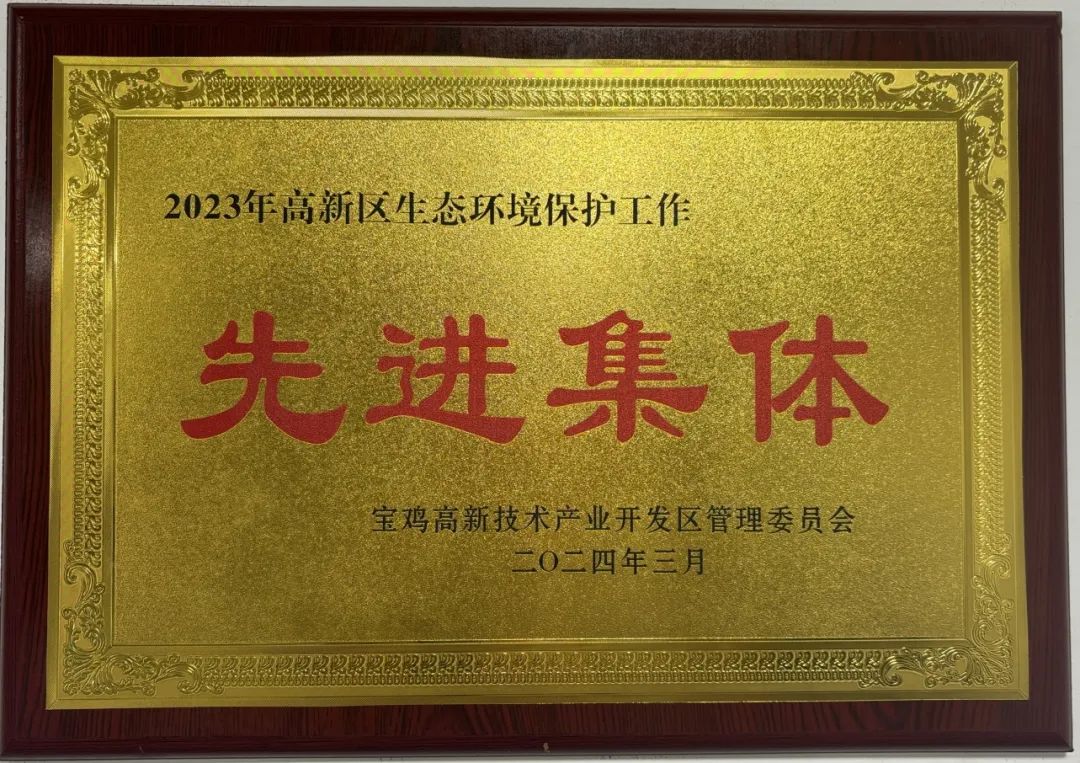 2023年高新区生态环境保护工作
先进集体
宝鸡高新技术产业开发区管理委员会
二〇二四年三月